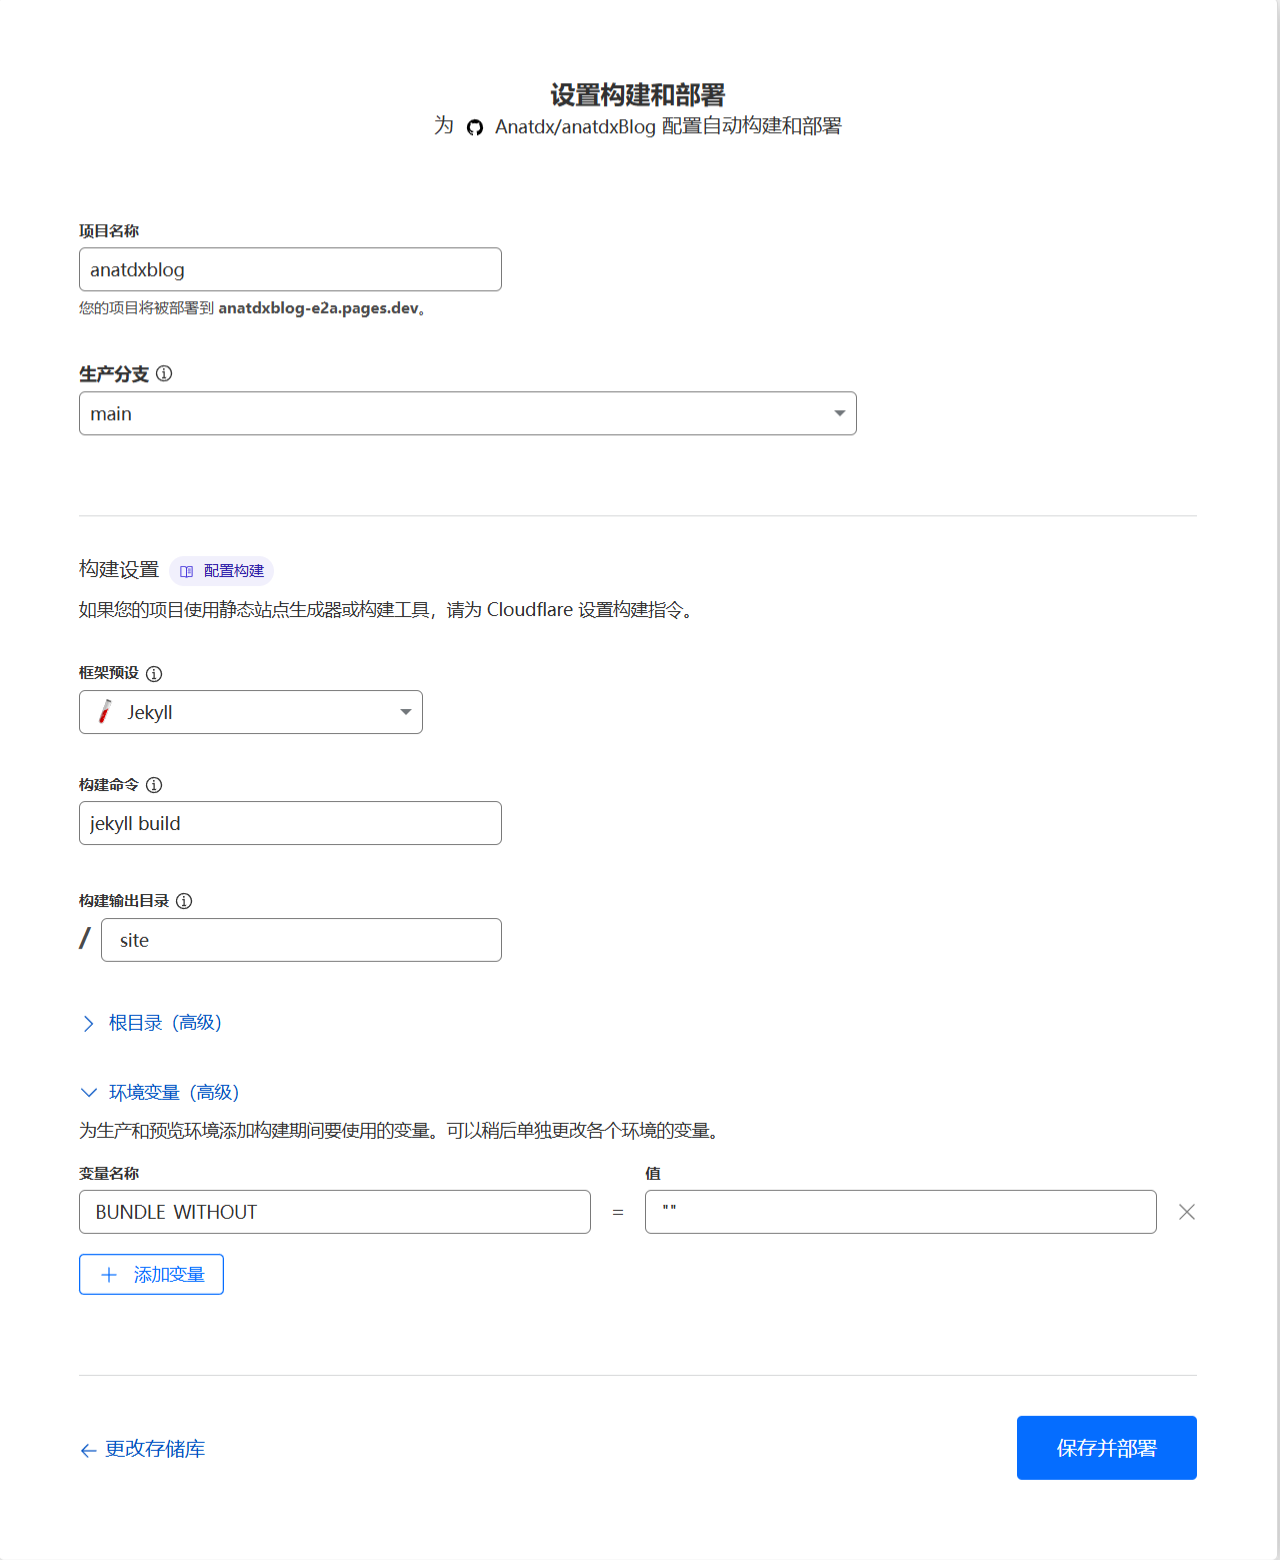 设置构建和部署
为 Anatdx/anatdxBlog 配置自动构建和部署
项目名称
anatdxblog
您的项目将被部署到 anatdxblog-e2a.pages.dev。
生产分支
main
构建设置 配置构建
如果您的项目使用静态站点生成器或构建工具，请为 Cloudflare 设置构建指令。
框架预设
Jekyll
构建命令
jekyll build
构建输出目录
/ site
根目录（高级）
环境变量（高级）
为生产和预览环境添加构建期间要使用的变量。可以稍后单独更改各个环境的变量。
变量名称 值
BUNDLE WITHOUT = ""
添加变量
更改存储库 保存并部署